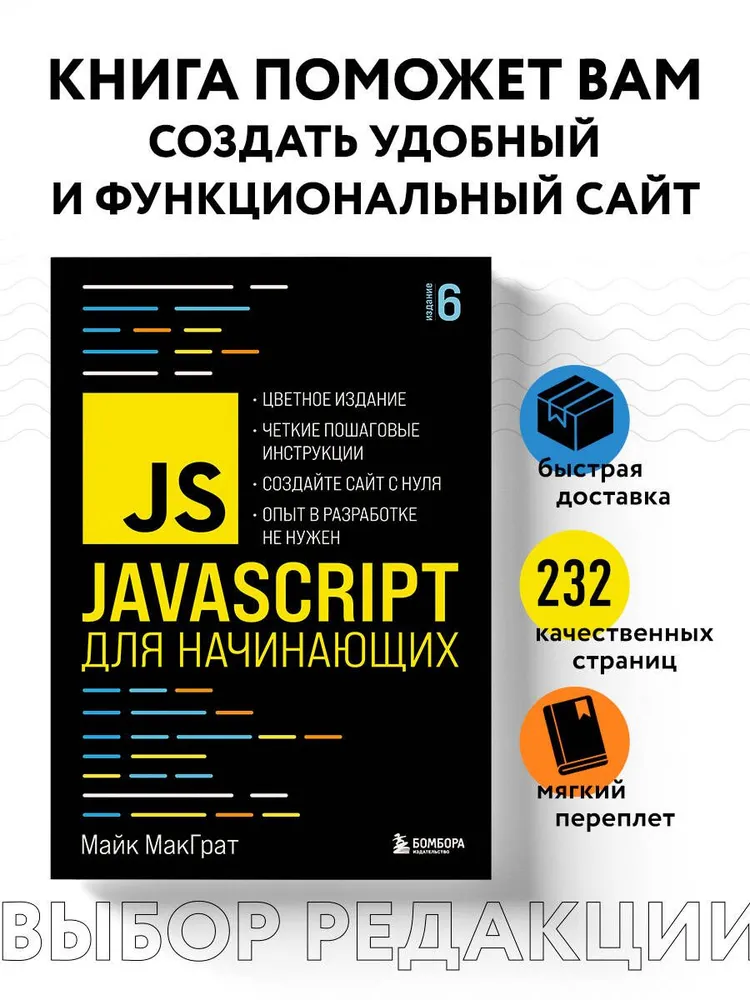 КНИГА ПОМОЖЕТ ВАМ
СОЗДАТЬ УДОБНЫЙ
И ФУНКЦИОНАЛЬНЫЙ САЙТ
издание 6
• ЦВЕТНОЕ ИЗДАНИЕ
• ЧЕТКИЕ ПОШАГОВЫЕ
ИНСТРУКЦИИ
• СОЗДАЙТЕ САЙТ С НУЛЯ
• ОПЫТ В РАЗРАБОТКЕ
НЕ НУЖЕН
JS
JAVASCRIPT
ДЛЯ НАЧИНАЮЩИХ
Майк МакГрат
БОМБОРА
ИЗДАТЕЛЬСТВО
быстрая
доставка
232
качественных
страниц
мягкий
переплет
ВЫБОР РЕДАКЦИИ